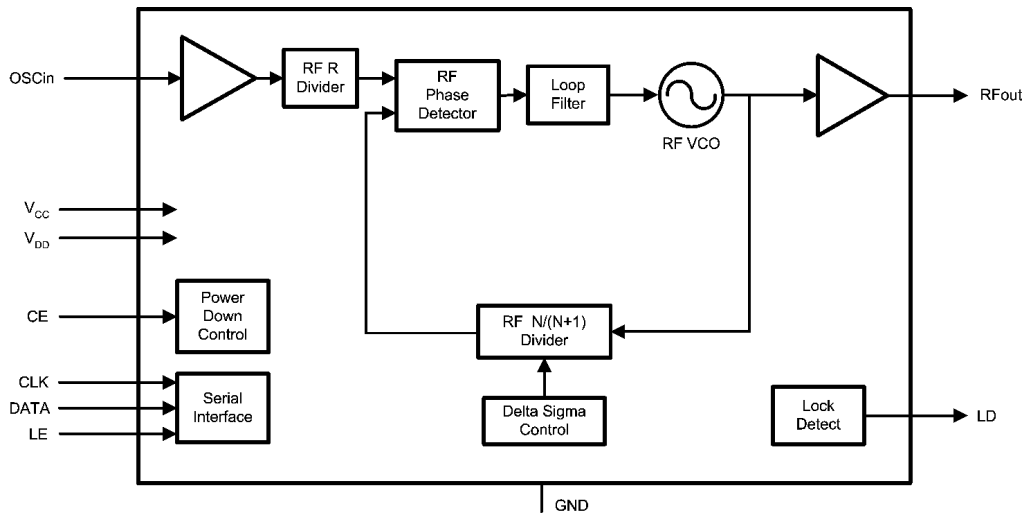 OSCin
RF R
Divider
RF
Phase
Detector
Loop
Filter
RF VCO
RFout
VCC
VDD
CE
Power
Down
Control
CLK
DATA
LE
Serial
Interface
RF N/(N+1)
Divider
Delta Sigma
Control
Lock
Detect
LD
GND